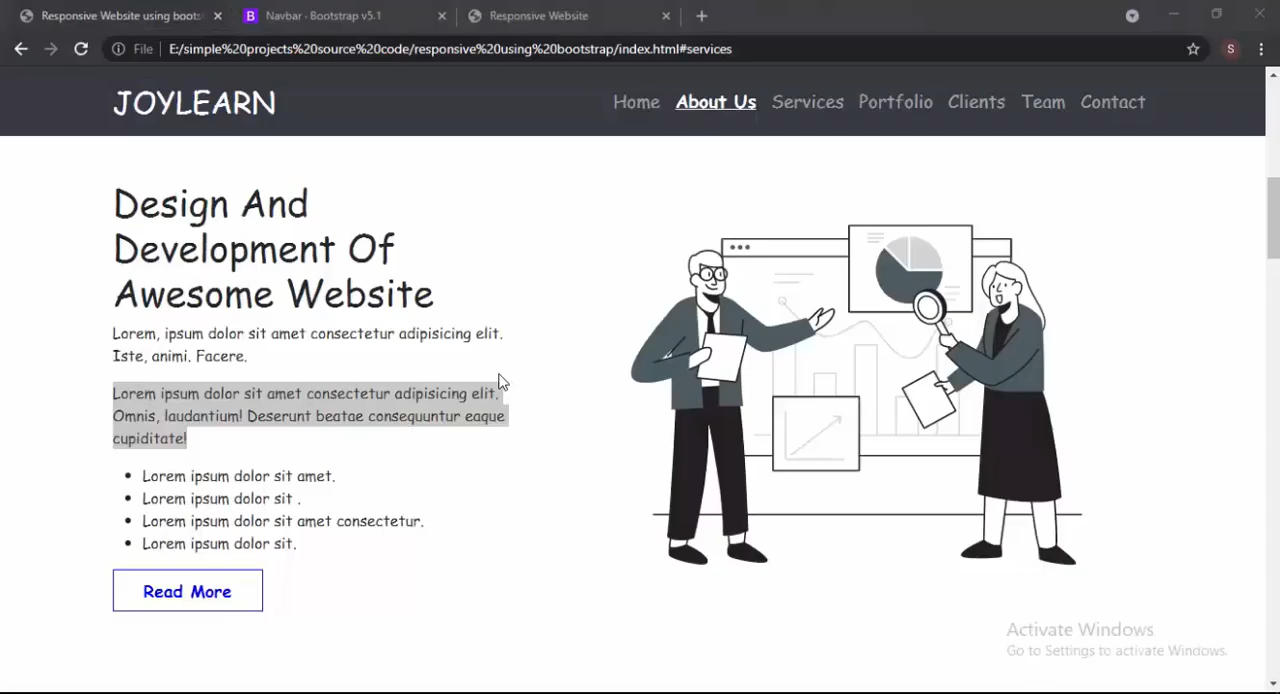 Responsive Website using boots
Navbar · Bootstrap v5.1
Responsive Website
File
E:/simple%20projects%20source%20code/responsive%20using%20bootstrap/index.html#services
S
JOYLEARN
Home
About Us
Services
Portfolio
Clients
Team
Contact
Design And
Development Of
Awesome Website
Lorem, ipsum dolor sit amet consectetur adipisicing elit.
Iste, animi. Facere.
Lorem ipsum dolor sit amet consectetur adipisicing elit.
Omnis, laudantium! Deserunt beatae consequuntur eaque
cupiditate!
Lorem ipsum dolor sit amet.
Lorem ipsum dolor sit .
Lorem ipsum dolor sit amet consectetur.
Lorem ipsum dolor sit.
Read More
Activate Windows
Go to Settings to activate Windows.